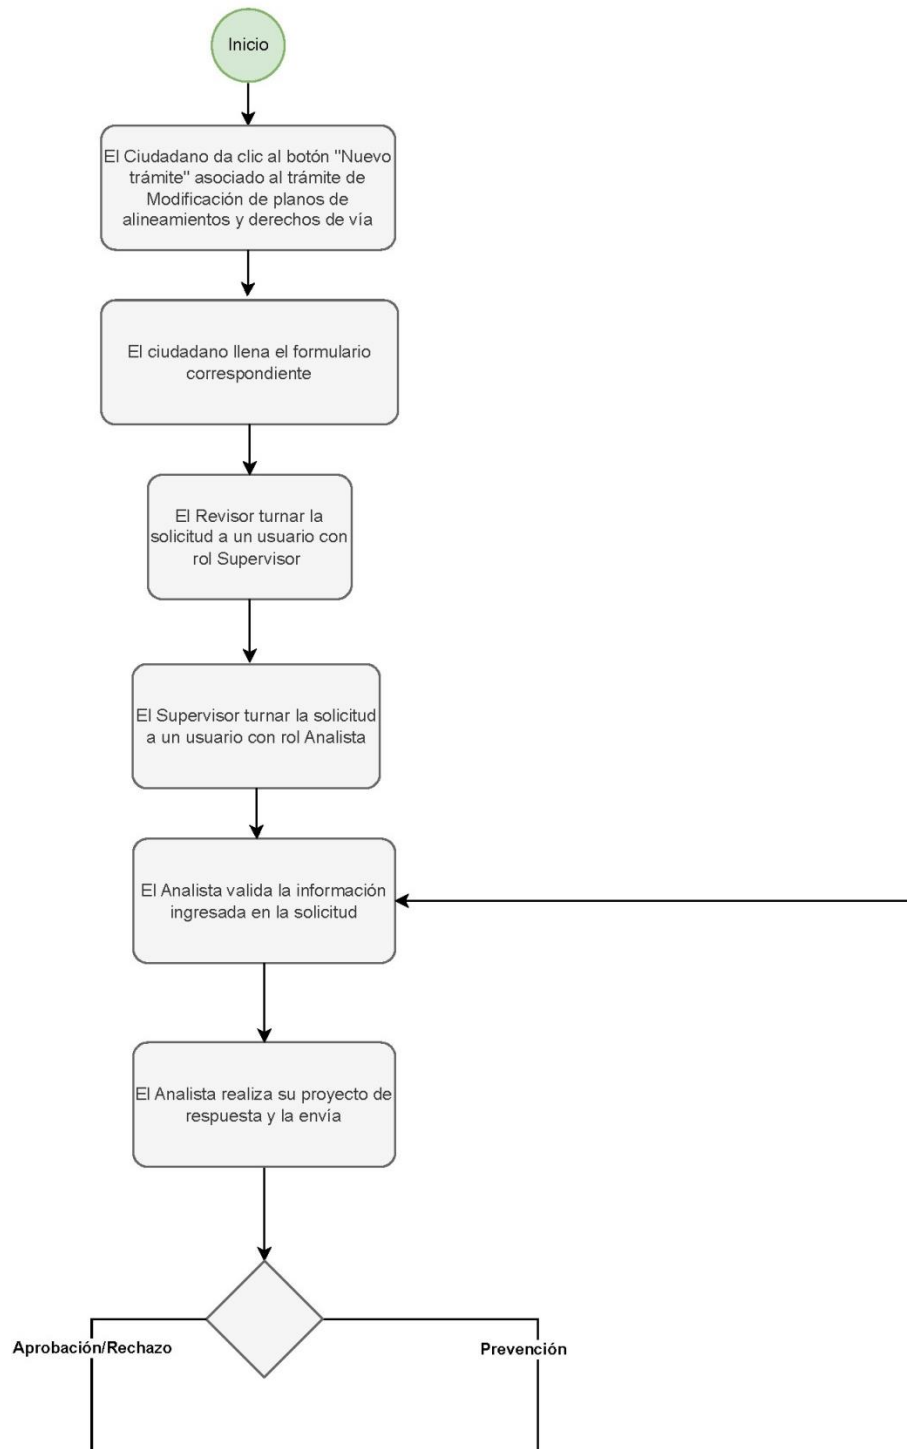 Inicio
El Ciudadano da clic al botón "Nuevo
trámite" asociado al trámite de
Modificación de planos de
alineamientos y derechos de vía
El ciudadano llena el formulario
correspondiente
El Revisor turnar la
solicitud a un usuario con
rol Supervisor
El Supervisor turnar la solicitud
a un usuario con rol Analista
El Analista valida la información
ingresada en la solicitud
El Analista realiza su proyecto de
respuesta y la envía
Aprobación/Rechazo
Prevención